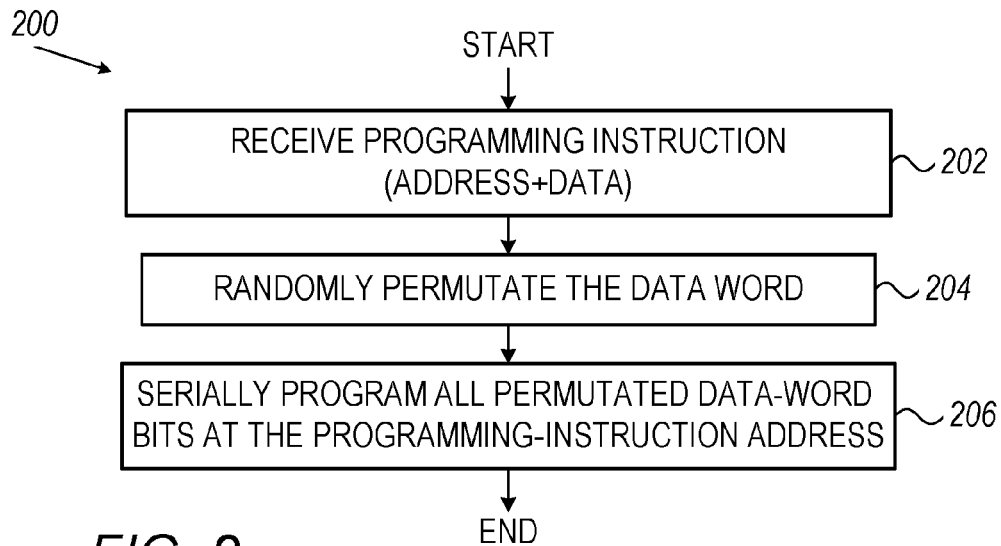 200
START
RECEIVE PROGRAMMING INSTRUCTION
(ADDRESS+DATA)
202
RANDOMLY PERMUTATE THE DATA WORD
204
SERIALLY PROGRAM ALL PERMUTATED DATA-WORD
BITS AT THE PROGRAMMING-INSTRUCTION ADDRESS
206
END
FIG.